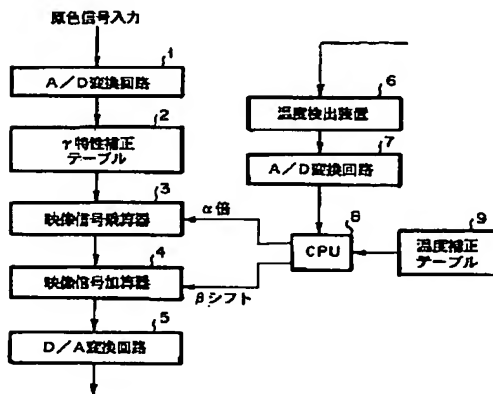 原色信号入力
1
A/D変換回路
2
γ特性補正
テーブル
3
映像信号乗算器
4
映像信号加算器
5
D/A変換回路
6
温度検出装置
7
A/D変換回路
8
CPU
9
温度補正
テーブル
α倍
βシフト